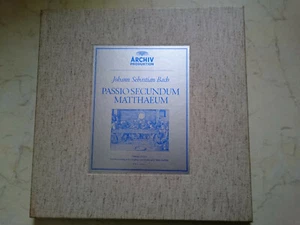 ARCHIV
PRODUKTION
Johann Sebastian Bach
PASSIO SECUNDUM
MATTHAEUM